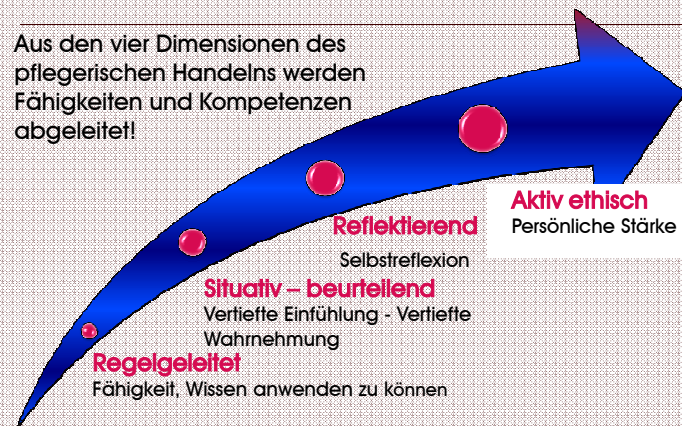 Aus den vier Dimensionen des
pflegerischen Handelns werden
Fähigkeiten und Kompetenzen
abgeleitet!
Aktiv ethisch
Persönliche Stärke
Reflektierend
Selbstreflexion
Situativ – beurteilend
Vertiefte Einfühlung - Vertiefte
Wahrnehmung
Regelgeleitet
Fähigkeit, Wissen anwenden zu können